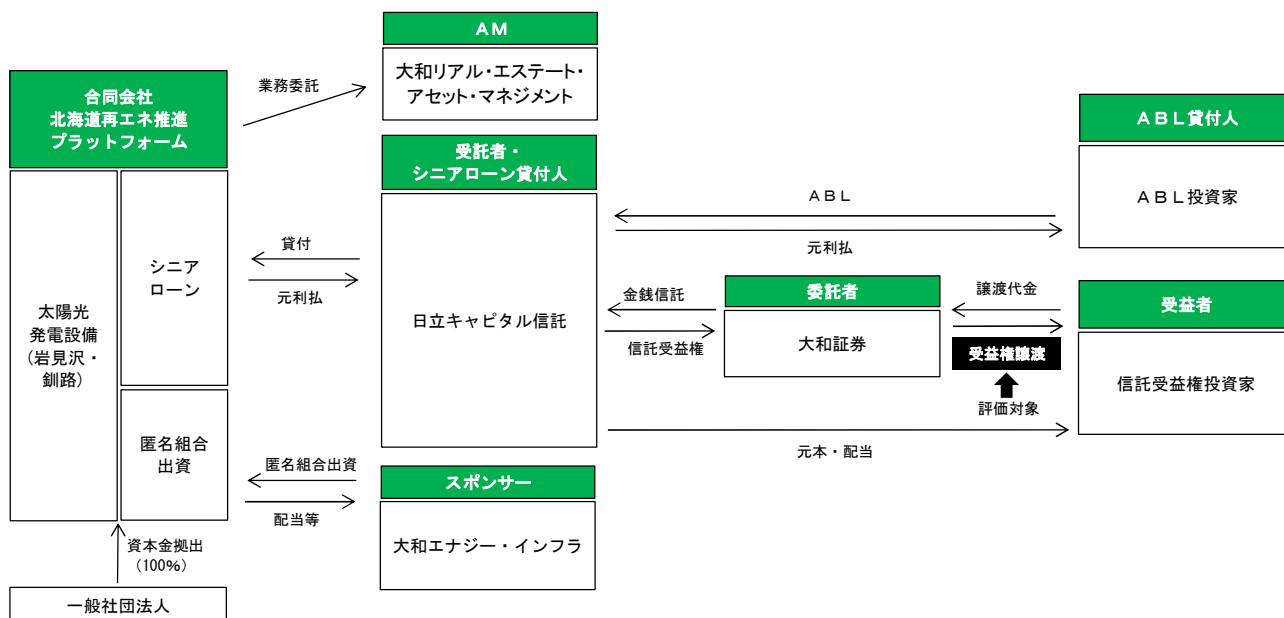 AM
大和リアル・エステート・
アセット・マネジメント
業務委託
合同会社
北海道再エネ推進
プラットフォーム
太陽光
発電設備
(岩見沢・
釧路)
シニア
ローン
匿名組合
出資
貸付
元利払
受託者・
シニアローン貸付人
日立キャピタル信託
ABL
元利払
ABL貸付人
ABL投資家
金銭信託
信託受益権
委託者
大和証券
譲渡代金
受益権譲渡
評価対象
受益者
信託受益権投資家
元本・配当
匿名組合出資
配当等
スポンサー
大和エナジー・インフラ
資本金拠出
(100%)
一般社団法人